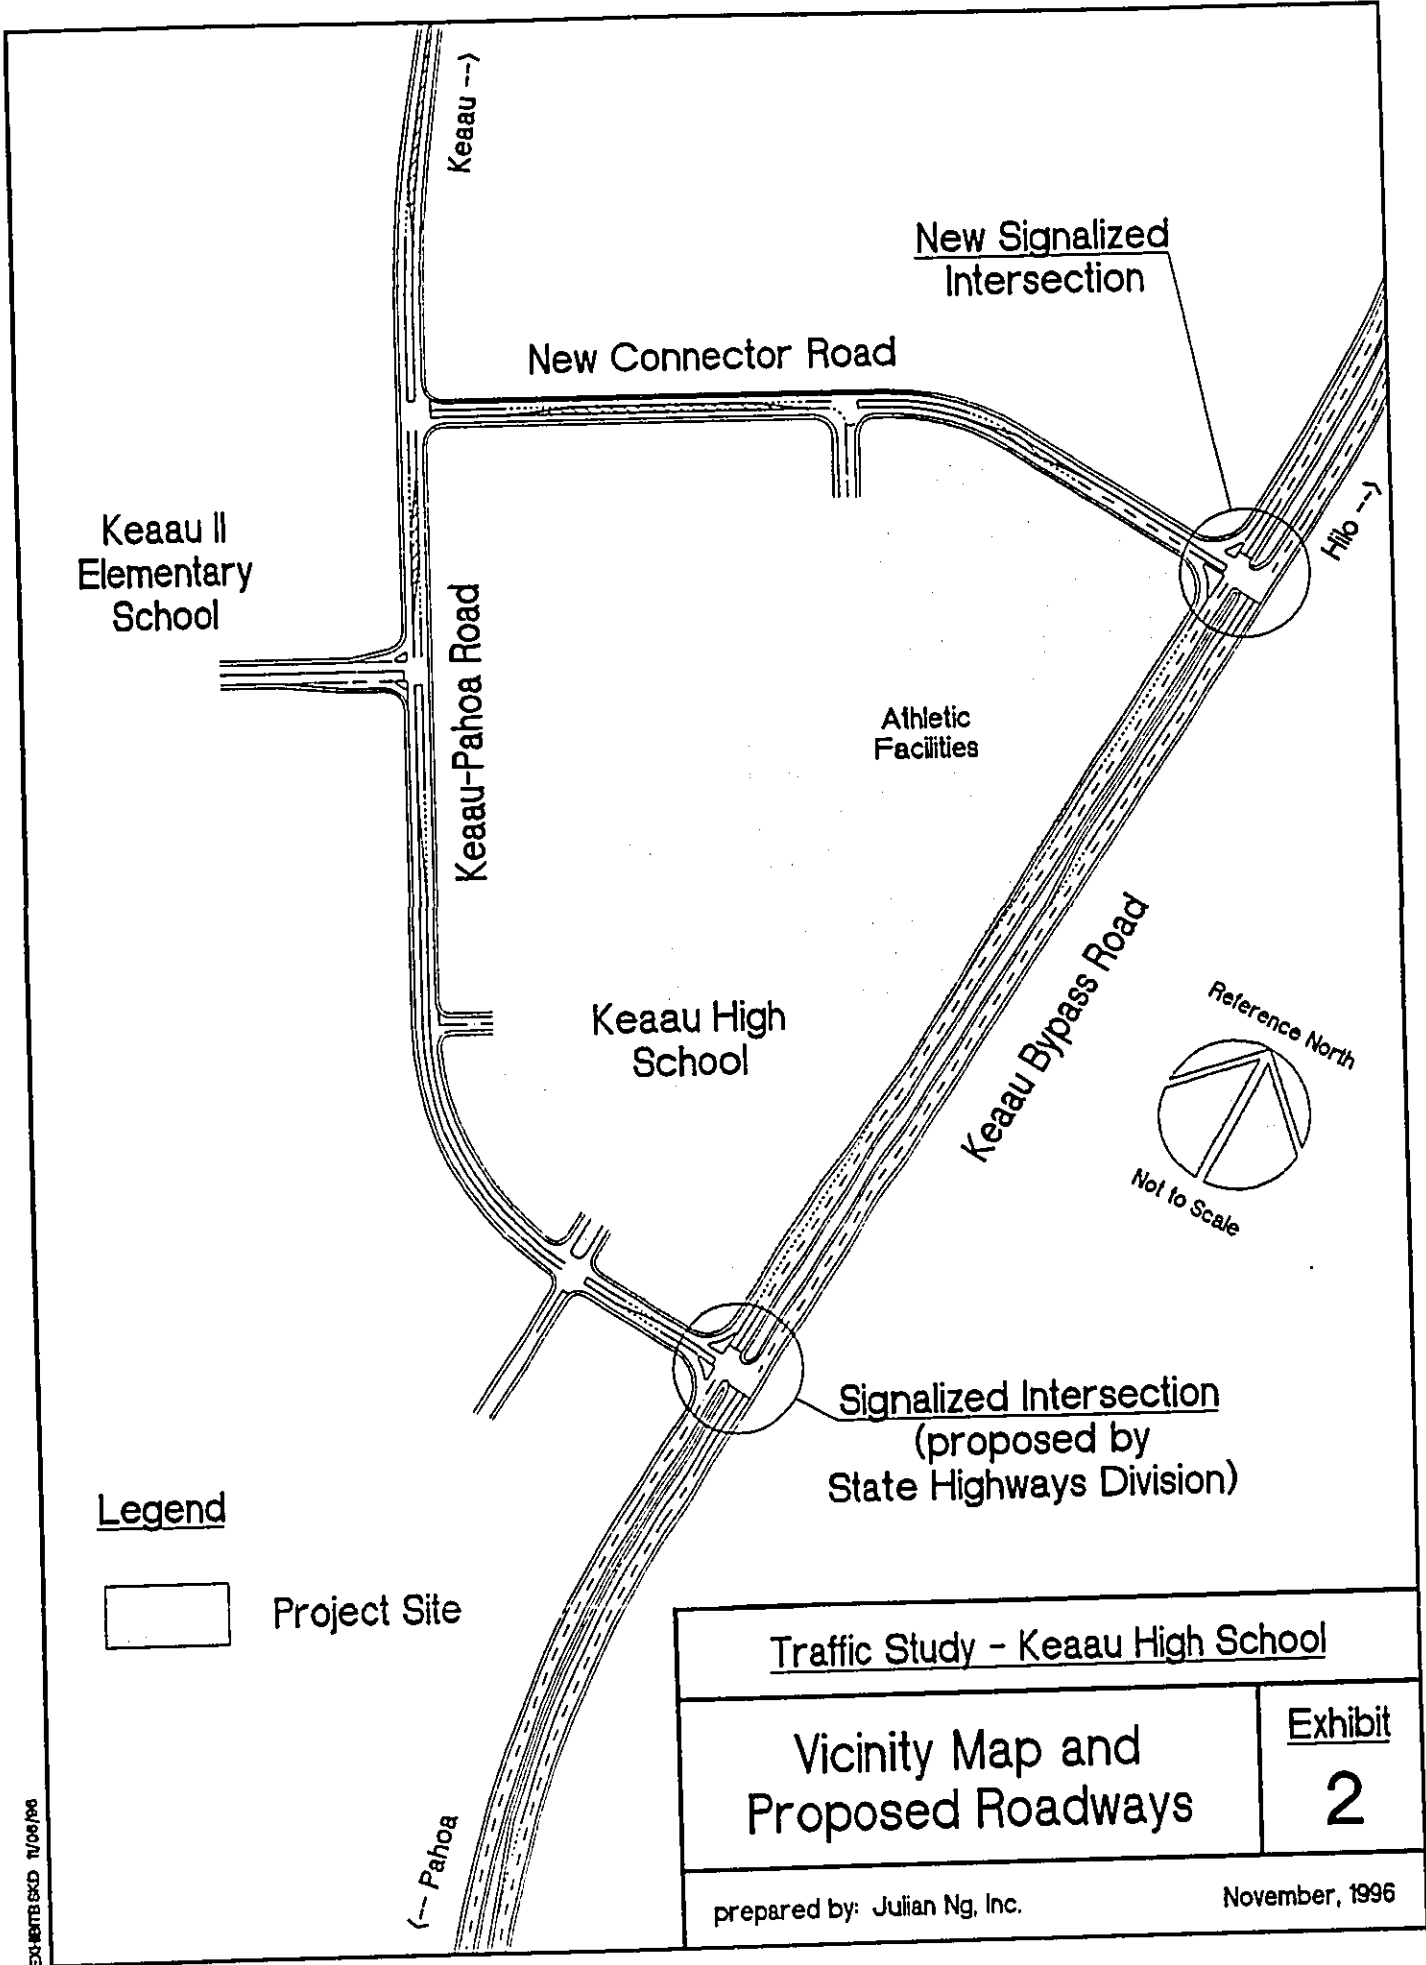 Keaau -->
New Signalized
Intersection
New Connector Road
Hilo -->
Keaau II
Elementary
School
Keaau-Pahoa Road
Athletic
Facilities
Keaau High
School
Keaau Bypass Road
Reference North
Not to Scale
Signalized Intersection
(proposed by
State Highways Division)
Legend
Project Site
<-- Pahoa
Traffic Study - Keaau High School
Vicinity Map and
Proposed Roadways
Exhibit
2
prepared by: Julian Ng, Inc.
November, 1996
11/06/96